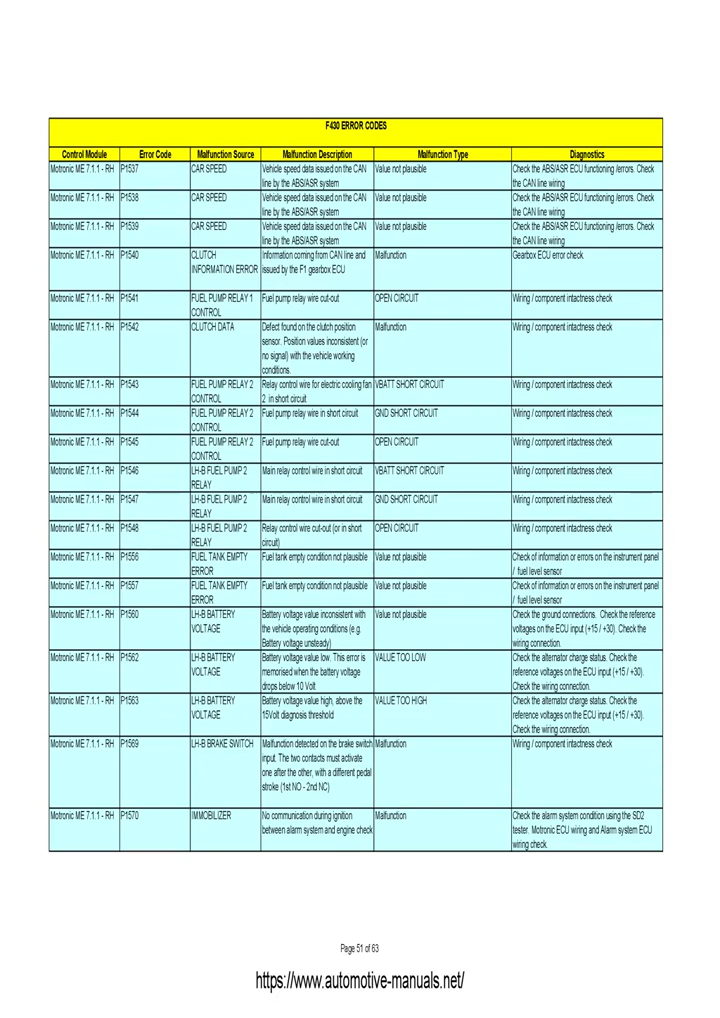 F430 ERROR CODES
Control Module Error Code Malfunction Source Malfunction Description Malfunction Type Diagnostics
Motronic ME 7.1.1 - RH P1537 CAR SPEED Vehicle speed data issued on the CAN Value not plausible Check the ABS/ASR ECU functioning /errors. Check
line by the ABS/ASR system the CAN line wiring
Motronic ME 7.1.1 - RH P1538 CAR SPEED Vehicle speed data issued on the CAN Value not plausible Check the ABS/ASR ECU functioning /errors. Check
line by the ABS/ASR system the CAN line wiring
Motronic ME 7.1.1 - RH P1539 CAR SPEED Vehicle speed data issued on the CAN Value not plausible Check the ABS/ASR ECU functioning /errors. Check
line by the ABS/ASR system the CAN line wiring
Motronic ME 7.1.1 - RH P1540 CLUTCH Information coming from CAN line and Malfunction Gearbox ECU error check
INFORMATION ERROR issued by the F1 gearbox ECU
Motronic ME 7.1.1 - RH P1541 FUEL PUMP RELAY 1 Fuel pump relay wire cut-out OPEN CIRCUIT Wiring / component intactness check
CONTROL
Motronic ME 7.1.1 - RH P1542 CLUTCH DATA Defect found on the clutch position Malfunction Wiring / component intactness check
sensor. Position values inconsistent (or
no signal) with the vehicle working
conditions.
Motronic ME 7.1.1 - RH P1543 FUEL PUMP RELAY 2 Relay control wire for electric cooling fan VBATT SHORT CIRCUIT Wiring / component intactness check
CONTROL 2 in short circuit
Motronic ME 7.1.1 - RH P1544 FUEL PUMP RELAY 2 Fuel pump relay wire in short circuit GND SHORT CIRCUIT Wiring / component intactness check
CONTROL
Motronic ME 7.1.1 - RH P1545 FUEL PUMP RELAY 2 Fuel pump relay wire cut-out OPEN CIRCUIT Wiring / component intactness check
CONTROL
Motronic ME 7.1.1 - RH P1546 LH-B FUEL PUMP 2 Main relay control wire in short circuit VBATT SHORT CIRCUIT Wiring / component intactness check
RELAY
Motronic ME 7.1.1 - RH P1547 LH-B FUEL PUMP 2 Main relay control wire in short circuit GND SHORT CIRCUIT Wiring / component intactness check
RELAY
Motronic ME 7.1.1 - RH P1548 LH-B FUEL PUMP 2 Relay control wire cut-out (or in short OPEN CIRCUIT Wiring / component intactness check
RELAY circuit)
Motronic ME 7.1.1 - RH P1556 FUEL TANK EMPTY Fuel tank empty condition not plausible Value not plausible Check of information or errors on the instrument panel
ERROR / fuel level sensor
Motronic ME 7.1.1 - RH P1557 FUEL TANK EMPTY Fuel tank empty condition not plausible Value not plausible Check of information or errors on the instrument panel
ERROR / fuel level sensor
Motronic ME 7.1.1 - RH P1560 LH-B BATTERY Battery voltage value inconsistent with Value not plausible Check the ground connections. Check the reference
VOLTAGE the vehicle operating conditions (e.g. voltages on the ECU input (+15 / +30). Check the
Battery voltage unsteady) wiring connection.
Motronic ME 7.1.1 - RH P1562 LH-B BATTERY Battery voltage value low. This error is VALUE TOO LOW Check the alternator charge status. Check the
VOLTAGE memorised when the battery voltage reference voltages on the ECU input (+15 / +30).
drops below 10 Volt Check the wiring connection.
Motronic ME 7.1.1 - RH P1563 LH-B BATTERY Battery voltage value high, above the VALUE TOO HIGH Check the alternator charge status. Check the
VOLTAGE 15Volt diagnosis threshold reference voltages on the ECU input (+15 / +30).
Check the wiring connection.
Motronic ME 7.1.1 - RH P1569 LH-B BRAKE SWITCH Malfunction detected on the brake switch Malfunction Wiring / component intactness check
input. The two contacts must activate
one after the other, with a different pedal
stroke (1st NO - 2nd NC)
Motronic ME 7.1.1 - RH P1570 IMMOBILIZER No communication during ignition Malfunction Check the alarm system condition using the SD2
between alarm system and engine check tester. Motronic ECU wiring and Alarm system ECU
wiring check.
Page 51 of 63
https://www.automotive-manuals.net/